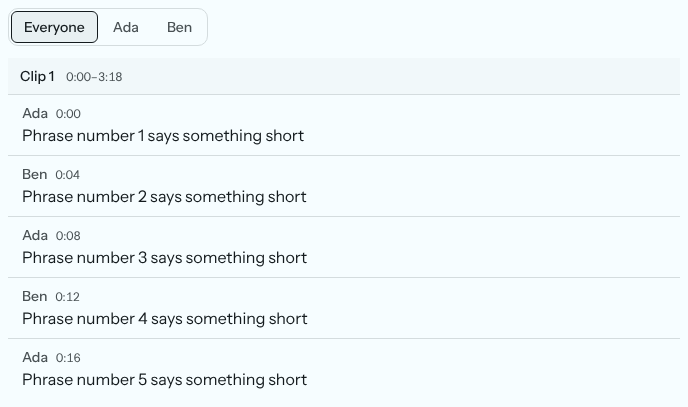 Everyone Ada Ben
Clip 1 0:00–3:18
Ada 0:00
Phrase number 1 says something short
Ben 0:04
Phrase number 2 says something short
Ada 0:08
Phrase number 3 says something short
Ben 0:12
Phrase number 4 says something short
Ada 0:16
Phrase number 5 says something short